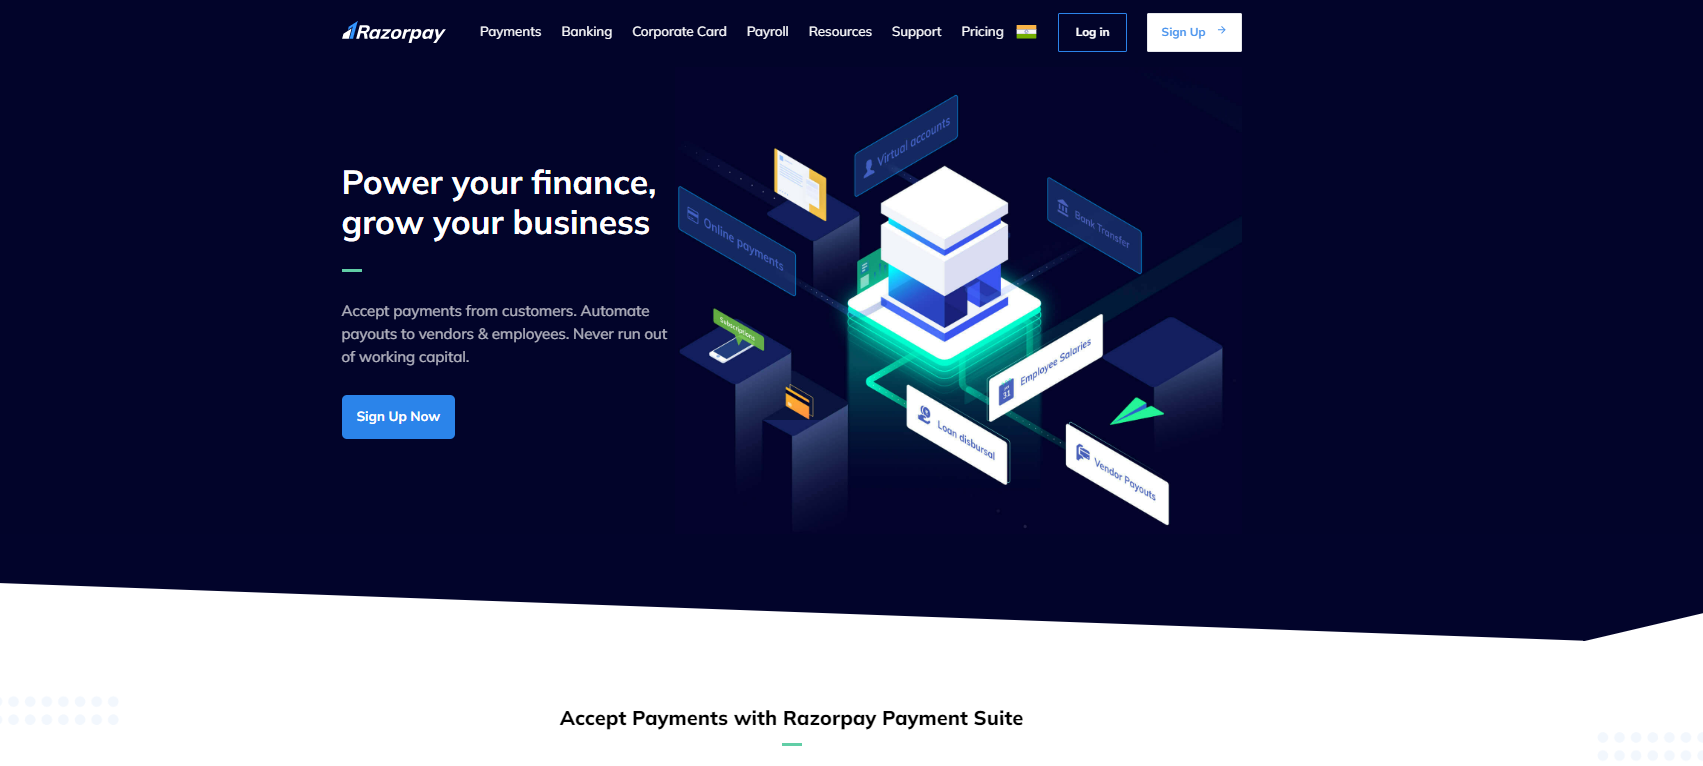 Razorpay
Payments
Banking
Corporate Card
Payroll
Resources
Support
Pricing
Log in
Sign Up
Power your finance,
grow your business
Accept payments from customers. Automate
payouts to vendors & employees. Never run out
of working capital.
Sign Up Now
Virtual accounts
Online payments
Bank Transfer
Subscriptions
Employee Salaries
31
Loan disbursal
Vendor Payouts
Accept Payments with Razorpay Payment Suite